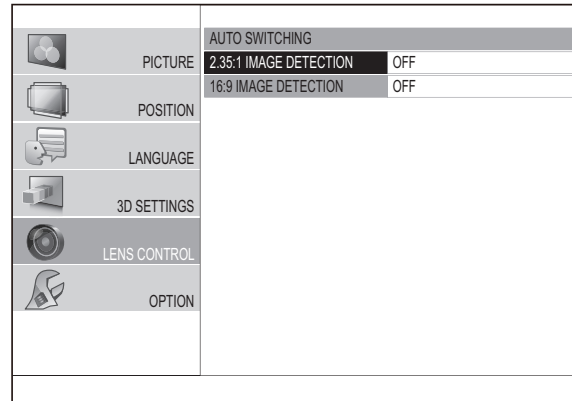 PICTURE
POSITION
LANGUAGE
3D SETTINGS
LENS CONTROL
OPTION
AUTO SWITCHING
2.35:1 IMAGE DETECTION OFF
16:9 IMAGE DETECTION OFF